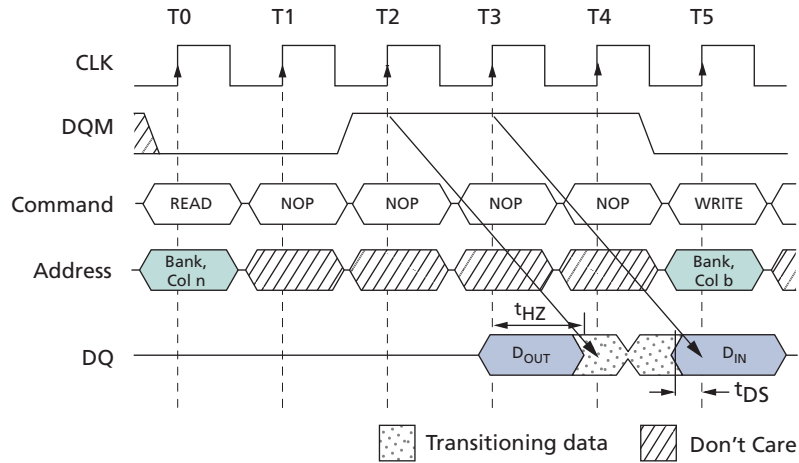 T0 T1 T2 T3 T4 T5
CLK
DQM
Command READ NOP NOP NOP NOP WRITE
Address Bank, Col n Bank, Col b
tHZ
DQ DOUT DIN
tDS
Transitioning data Don't Care